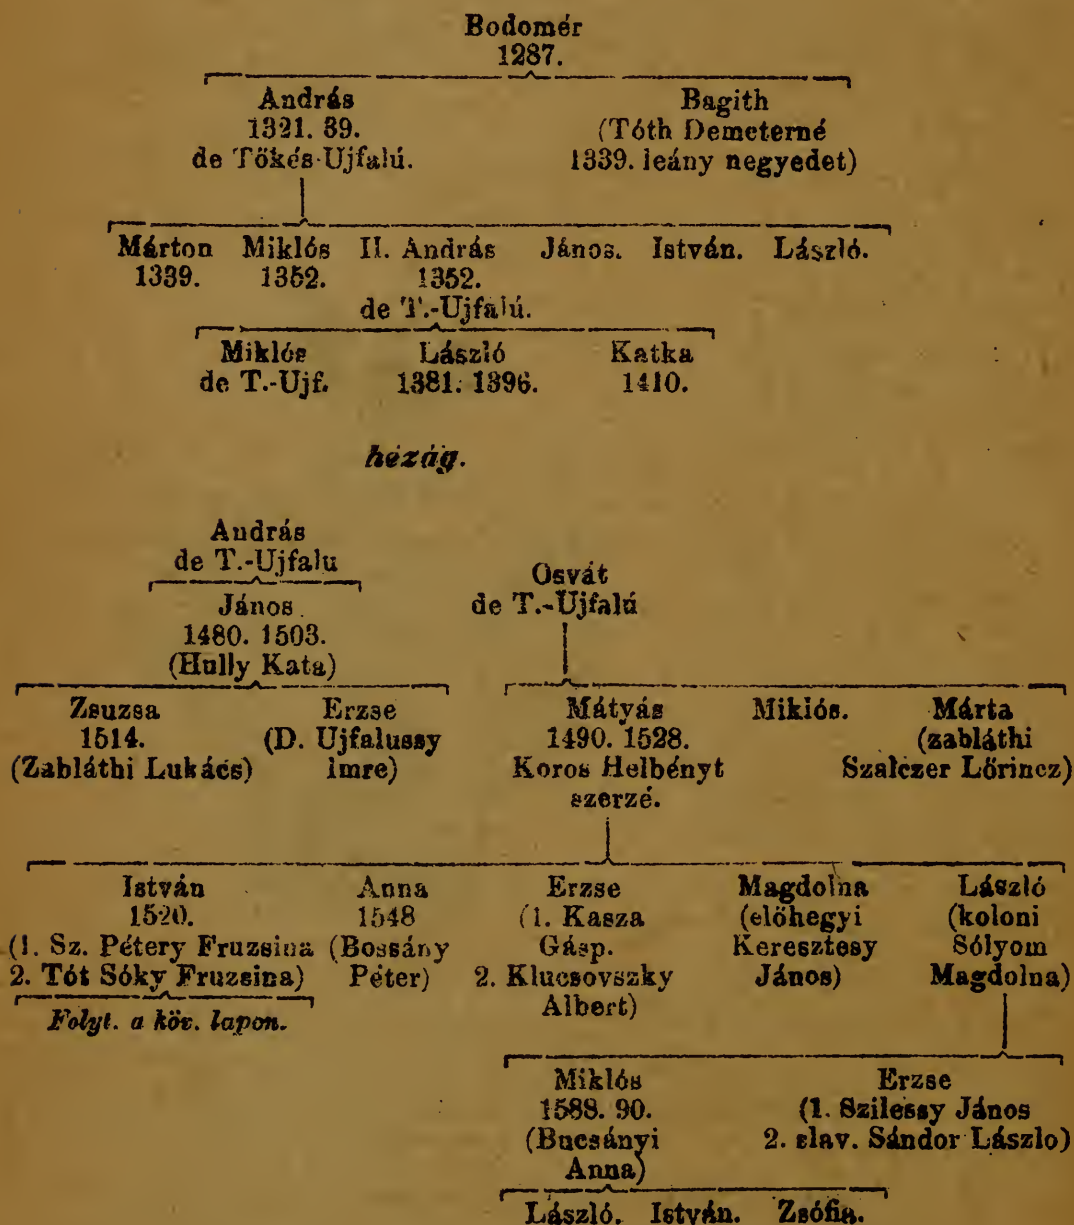 Bodomér
1287.
András Bagith
1321. 39. (Tóth Demeterné
de Tőkés-Ujfalú. 1339. leány negyedet)
Márton Miklós II. András János. István. László.
1339. 1352. 1352.
de T.-Ujfalú.
Miklós László Katka
de T.-Ujf. 1381. 1396. 1410.
hézág.
András
de T.-Ujfalu Osvát
János de T.-Ujfalú
1480. 1503.
(Hully Kata)
Zsuzsa Erzse Mátyás Miklós. Márta
1514. (D. Ujfalussy 1490. 1528. (zabláthi
(Zabláthi Lukács) Imre) Koros Helbényt Szalczer Lőrincz)
szerzé.
István Anna Erzse Magdolna László
1520. 1548 (1. Kasza (előhegyi (koloni
(1. Sz. Pétery Fruzsina (Bossány Gásp. Keresztesy Sólyom
2. Tót Sóky Fruzsina) Péter) 2. Klucsovszky János) Magdolna)
Folyt. a köv. lapon. Albert)
Miklós Erzse
1588. 90. (1. Szilessy János
(Bucsányi 2. slav. Sándor Lászlo)
Anna)
László. István. Zsófia.